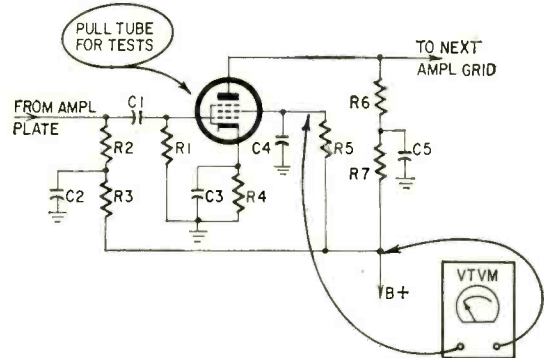 PULL TUBE
FOR TESTS
TO NEXT
AMPL GRID
FROM AMPL
PLATE
C1
R6
R2
R1
C4
R5
C5
R7
C2
R3
C3
R4
B+
VTVM